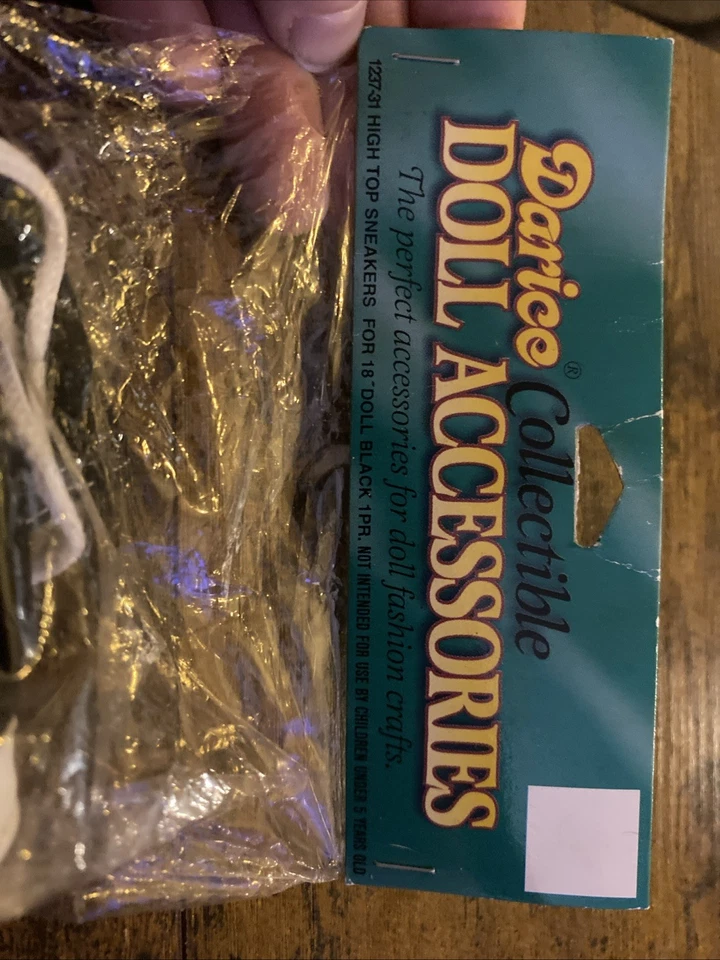 Darice® Collectible
DOLL ACCESSORIES
The perfect accessories for doll fashion crafts.
1237-31 HIGH TOP SNEAKERS FOR 18" DOLL BLACK 1PR. NOT INTENDED FOR USE BY CHILDREN UNDER 5 YEARS OLD